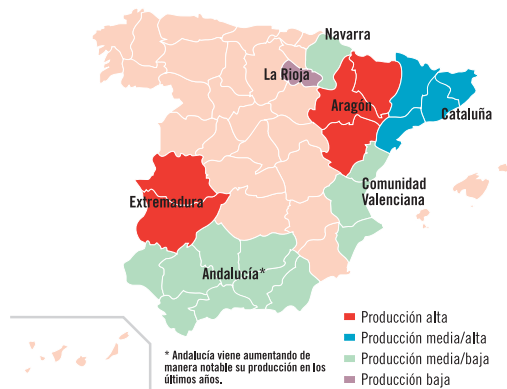 Navarra
La Rioja
Aragón
Cataluña
Comunidad
Valenciana
Extremadura
Andalucía*
Producción alta
Producción media/alta
Producción media/baja
Producción baja
* Andalucía viene aumentando de
manera notable su producción en los
últimos años.